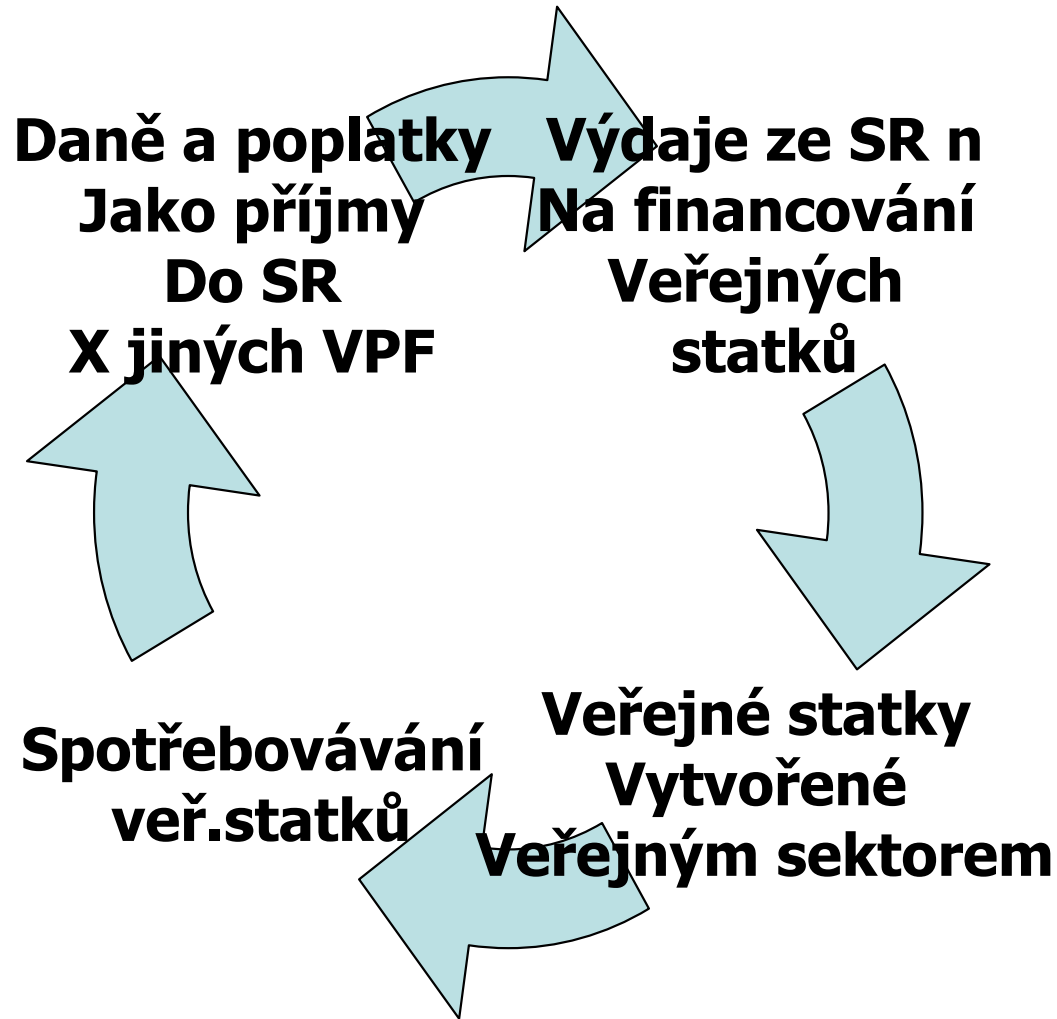 Daně a poplatky
Jako příjmy
Do SR
X jiných VPF
Výdaje ze SR n
Na financování
Veřejných
statků
Veřejné statky
Vytvořené
Veřejným sektorem
Spotřebovávání
veř.statků